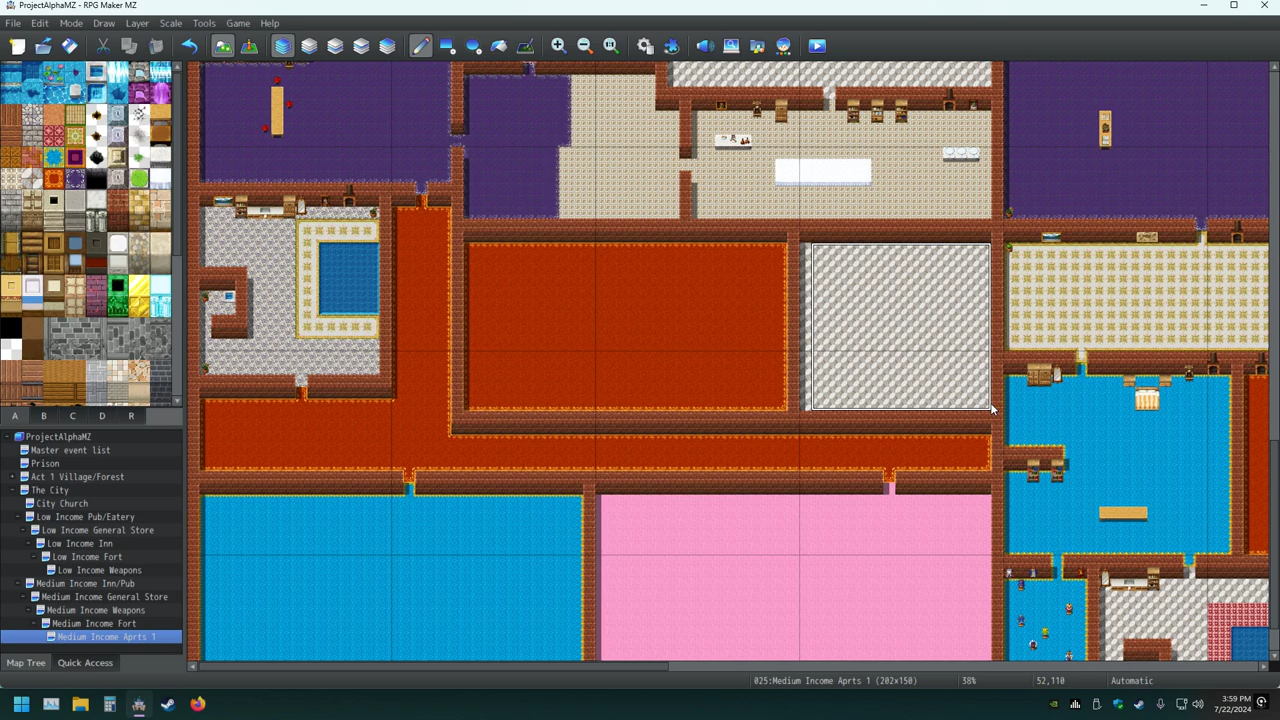 ProjectAlphaMZ - RPG Maker MZ
File Edit Mode Draw Layer Scale Tools Game Help
A B C D R
ProjectAlphaMZ
Master event list
Prison
Act 1 Village/Forest
The City
City Church
Low Income Pub/Eatery
Low Income General Store
Low Income Inn
Low Income Fort
Low Income Weapons
Medium Income Inn/Pub
Medium Income General Store
Medium Income Weapons
Medium Income Fort
Medium Income Aprts 1
Map Tree Quick Access
025:Medium Income Aprts 1 (202x150) 38% 52,110 Automatic
3:59 PM
7/22/2024